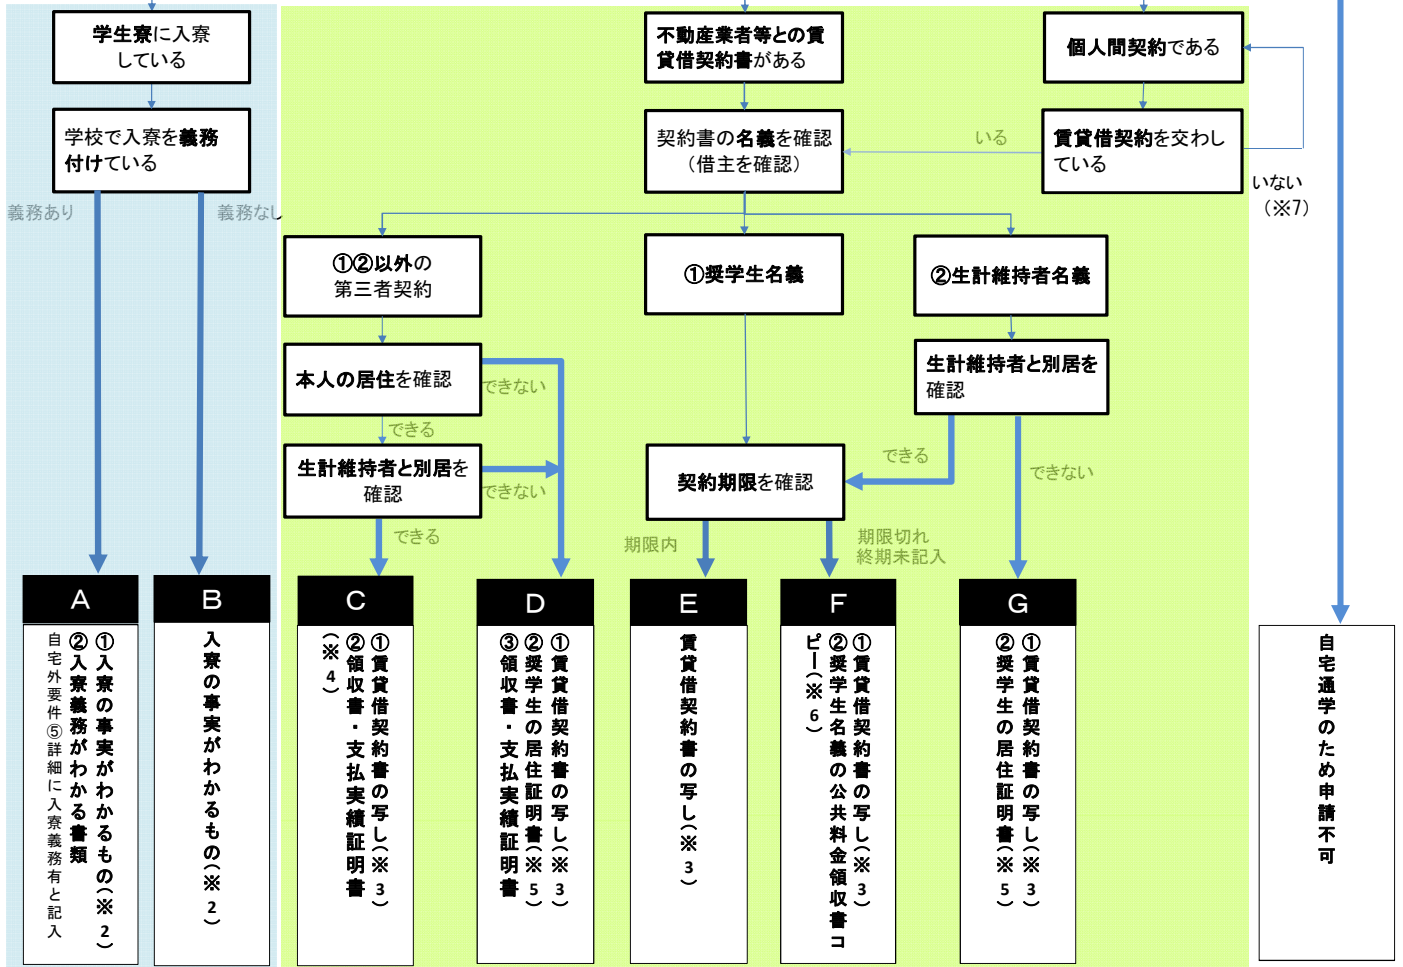 学生寮に入寮
している
不動産業者等との賃
貸借契約書がある
個人間契約である
学校で入寮を義務
付けている
契約書の名義を確認
(借主を確認)
いる
賃貸借契約を交わし
ている
いない
(※7)
義務あり
義務なし
①②以外の
第三者契約
①奨学生名義
②生計維持者名義
本人の居住を確認
できない
生計維持者と別居を
確認
できる
生計維持者と別居を
確認
できない
契約期限を確認
できる
できない
できる
期限内
期限切れ
終期未記入
A
①入寮の事実がわかるもの(※2)
②入寮義務がわかる書類
自宅外要件⑤詳細に入寮義務有と記入
B
入寮の事実がわかるもの(※2)
C
①賃貸借契約書の写し(※3)
②領収書・支払実績証明書
(※4)
D
①賃貸借契約書の写し(※3)
②奨学生の居住証明書(※5)
③領収書・支払実績証明書
E
賃貸借契約書の写し(※3)
F
①賃貸借契約書の写し(※3)
②奨学生名義の公共料金領収書コ
ピー(※6)
G
①賃貸借契約書の写し(※3)
②奨学生の居住証明書(※5)
自宅通学のため申請不可